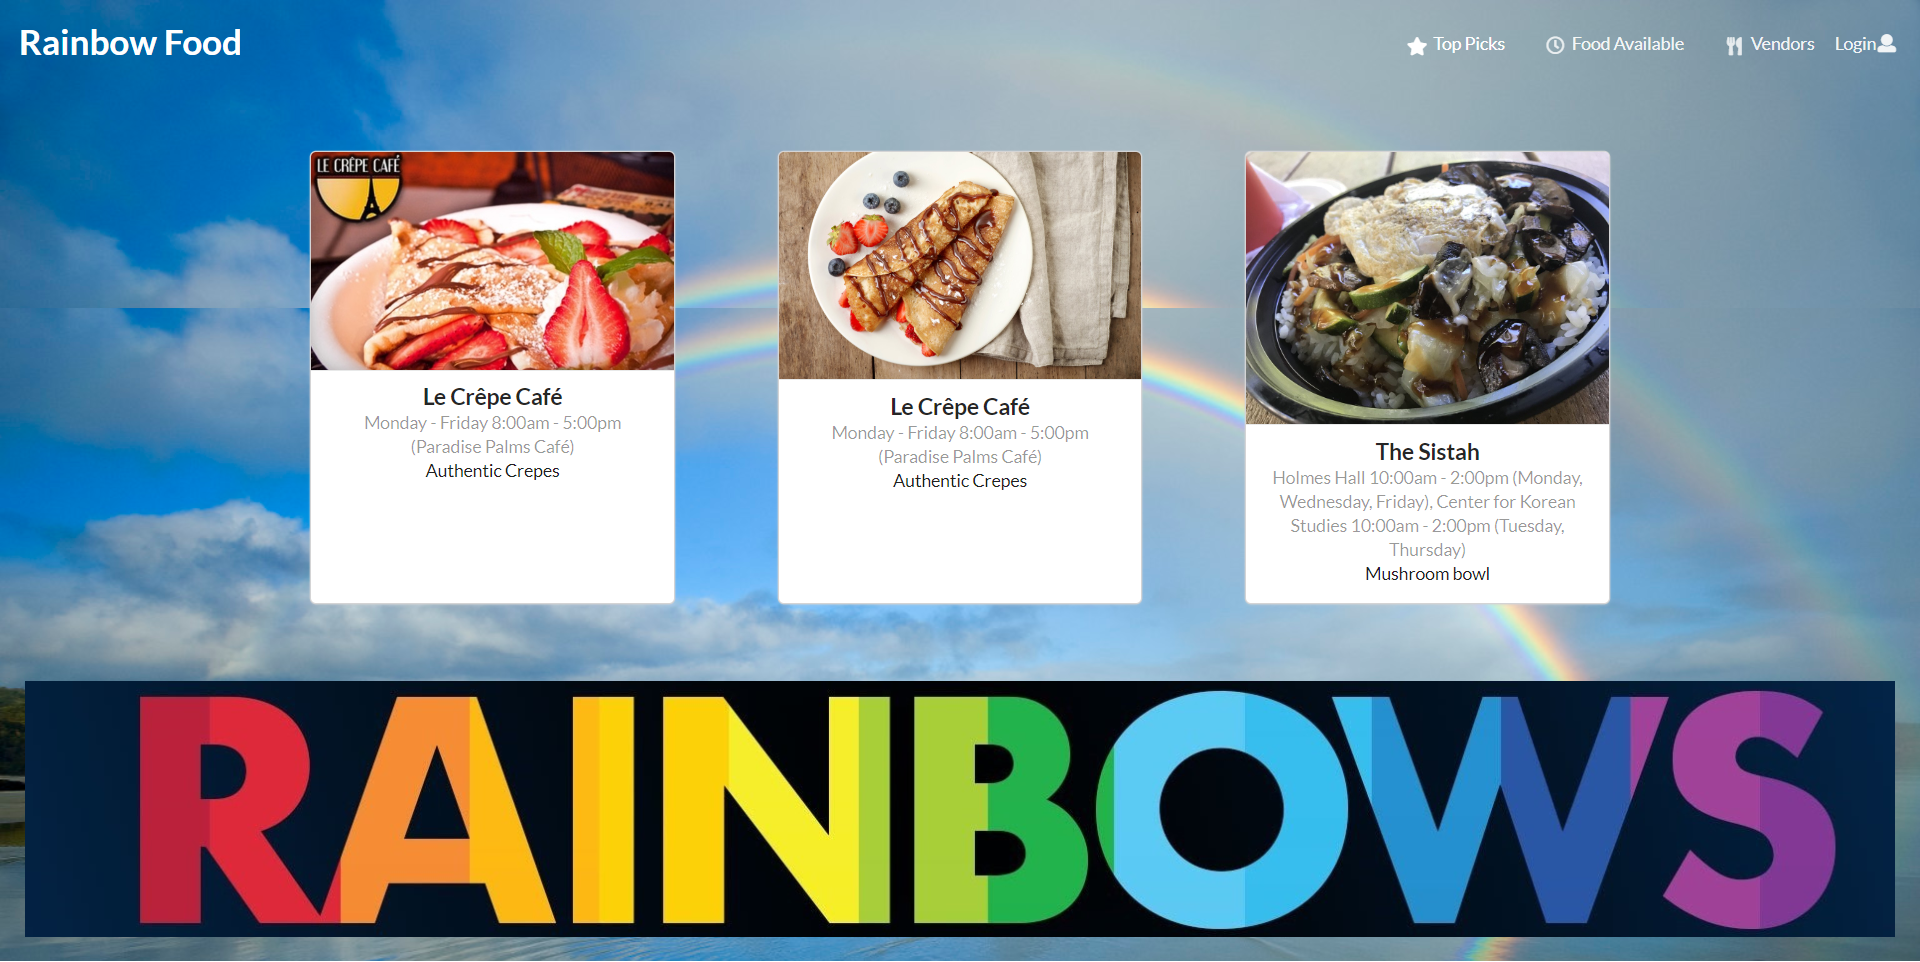 Rainbow Food
Top Picks
Food Available
Vendors
Login
LE CRÊPE CAFÉ
Le Crêpe Café
Monday - Friday 8:00am - 5:00pm
(Paradise Palms Café)
Authentic Crepes
Le Crêpe Café
Monday - Friday 8:00am - 5:00pm
(Paradise Palms Café)
Authentic Crepes
The Sistah
Holmes Hall 10:00am - 2:00pm (Monday,
Wednesday, Friday), Center for Korean
Studies 10:00am - 2:00pm (Tuesday,
Thursday)
Mushroom bowl
RAINBOWS